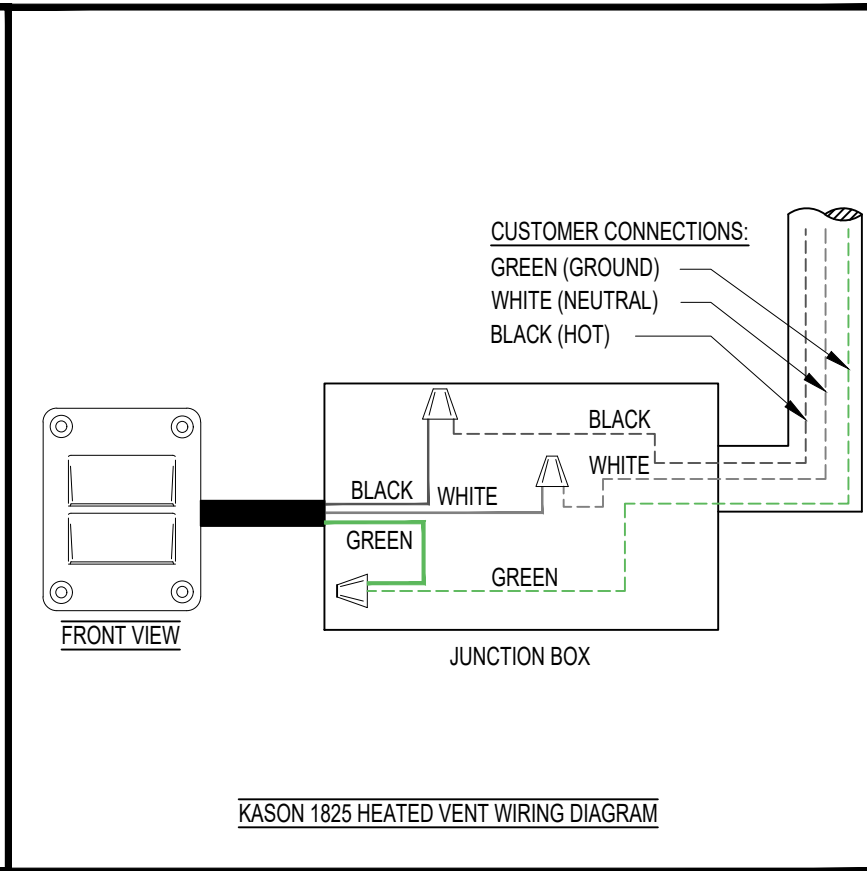 CUSTOMER CONNECTIONS:
GREEN (GROUND)
WHITE (NEUTRAL)
BLACK (HOT)
BLACK
WHITE
BLACK
WHITE
GREEN
GREEN
FRONT VIEW
JUNCTION BOX
KASON 1825 HEATED VENT WIRING DIAGRAM